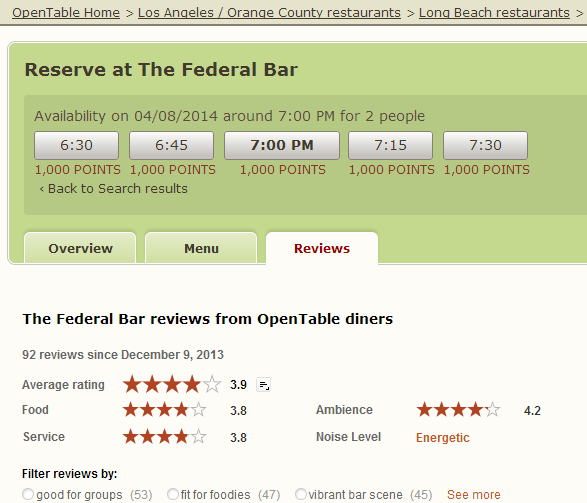 OpenTable Home > Los Angeles / Orange County restaurants > Long Beach restaurants >
Reserve at The Federal Bar
Availability on 04/08/2014 around 7:00 PM for 2 people
6:30 6:45 7:00 PM 7:15 7:30
1,000 POINTS 1,000 POINTS 1,000 POINTS 1,000 POINTS 1,000 POINTS
‹ Back to Search results
Overview Menu Reviews
The Federal Bar reviews from OpenTable diners
92 reviews since December 9, 2013
Average rating 3.9
Food 3.8 Ambience 4.2
Service 3.8 Noise Level Energetic
Filter reviews by:
good for groups (53) fit for foodies (47) vibrant bar scene (45) See more